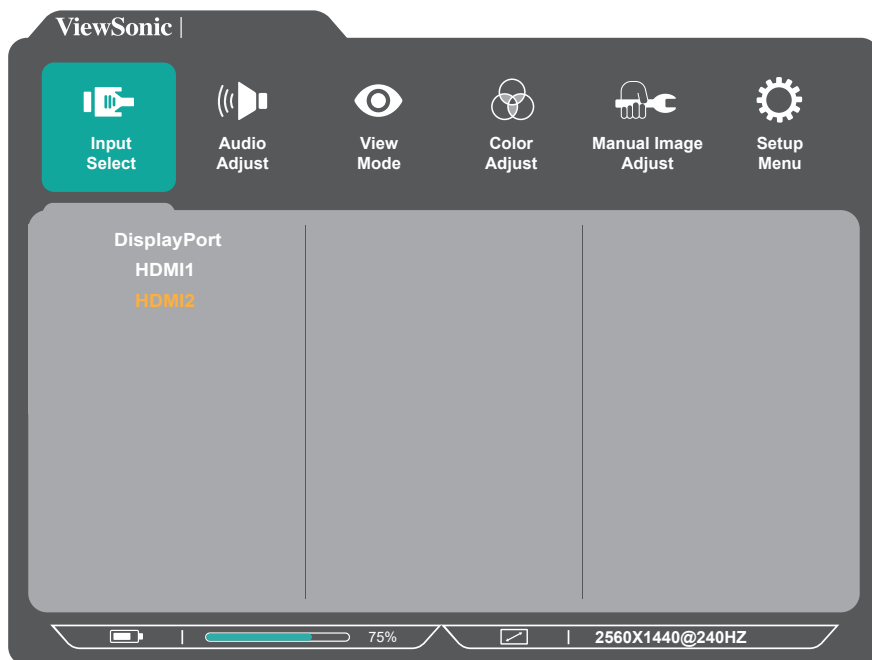 ViewSonic
Input Select
Audio Adjust
View Mode
Color Adjust
Manual Image Adjust
Setup Menu
DisplayPort
HDMI1
HDMI2
75%
2560X1440@240HZ